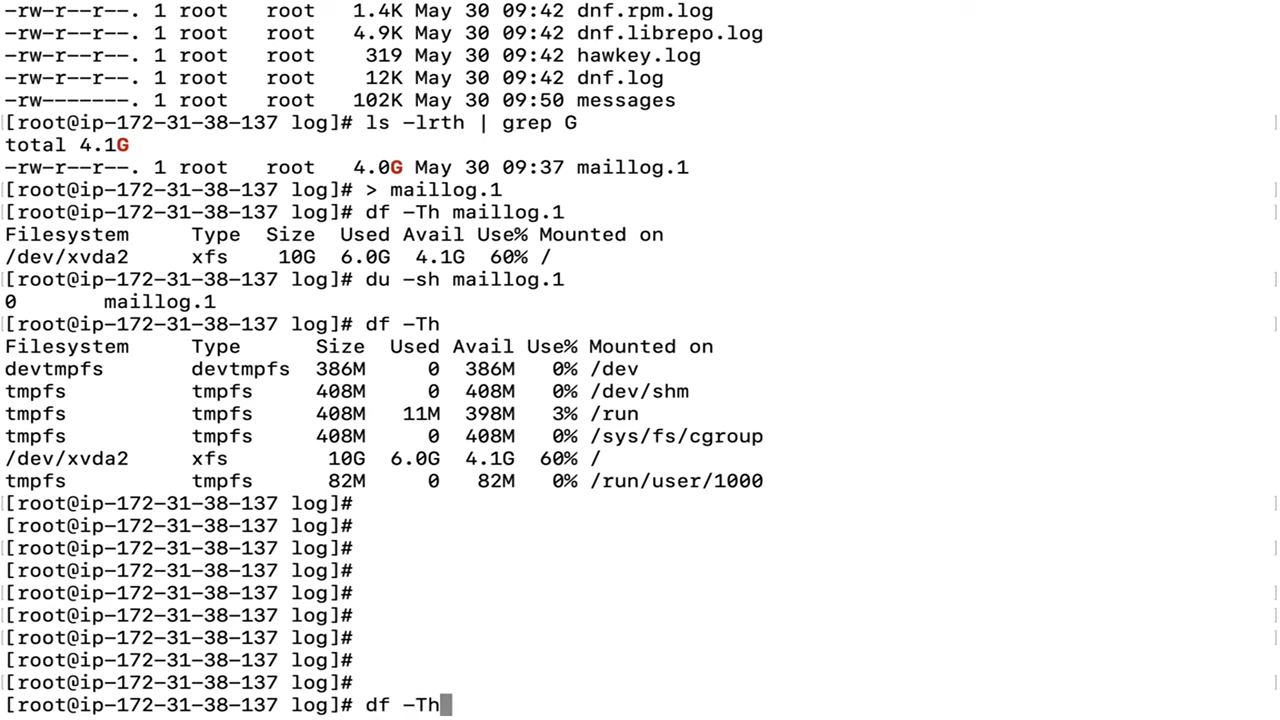 -rw-r--r--. 1 root   root   1.4K May 30 09:42 dnf.rpm.log
-rw-r--r--. 1 root   root   4.9K May 30 09:42 dnf.librepo.log
-rw-r--r--. 1 root   root    319 May 30 09:42 hawkey.log
-rw-r--r--. 1 root   root    12K May 30 09:42 dnf.log
-rw-------. 1 root   root   102K May 30 09:50 messages
[root@ip-172-31-38-137 log]# ls -lrth | grep G
total 4.1G
-rw-r--r--. 1 root   root   4.0G May 30 09:37 maillog.1
[root@ip-172-31-38-137 log]# > maillog.1
[root@ip-172-31-38-137 log]# df -Th maillog.1
Filesystem     Type  Size  Used Avail Use% Mounted on
/dev/xvda2     xfs    10G  6.0G  4.1G  60% /
[root@ip-172-31-38-137 log]# du -sh maillog.1
0       maillog.1
[root@ip-172-31-38-137 log]# df -Th
Filesystem     Type      Size  Used Avail Use% Mounted on
devtmpfs       devtmpfs  386M     0  386M   0% /dev
tmpfs          tmpfs     408M     0  408M   0% /dev/shm
tmpfs          tmpfs     408M   11M  398M   3% /run
tmpfs          tmpfs     408M     0  408M   0% /sys/fs/cgroup
/dev/xvda2     xfs        10G  6.0G  4.1G  60% /
tmpfs          tmpfs      82M     0   82M   0% /run/user/1000
[root@ip-172-31-38-137 log]#
[root@ip-172-31-38-137 log]#
[root@ip-172-31-38-137 log]#
[root@ip-172-31-38-137 log]#
[root@ip-172-31-38-137 log]#
[root@ip-172-31-38-137 log]#
[root@ip-172-31-38-137 log]#
[root@ip-172-31-38-137 log]#
[root@ip-172-31-38-137 log]#
[root@ip-172-31-38-137 log]# df -Th